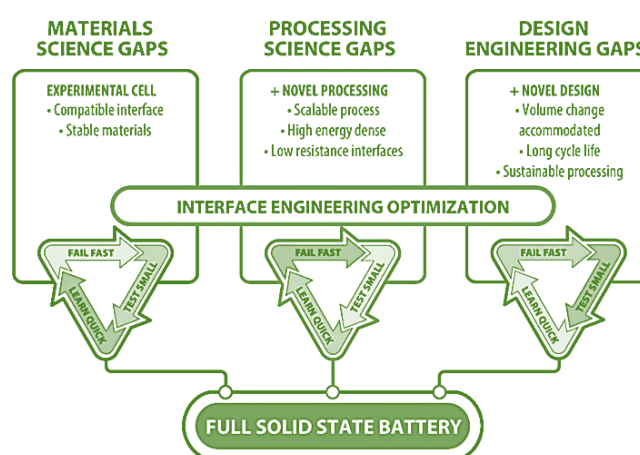 MATERIALS
SCIENCE GAPS
EXPERIMENTAL CELL
• Compatible interface
• Stable materials
PROCESSING
SCIENCE GAPS
+ NOVEL PROCESSING
• Scalable process
• High energy dense
• Low resistance interfaces
DESIGN
ENGINEERING GAPS
+ NOVEL DESIGN
• Volume change
accommodated
• Long cycle life
• Sustainable processing
INTERFACE ENGINEERING OPTIMIZATION
FAIL FAST
TEST SMALL
LEARN QUICK
FAIL FAST
TEST SMALL
LEARN QUICK
FAIL FAST
TEST SMALL
LEARN QUICK
FULL SOLID STATE BATTERY